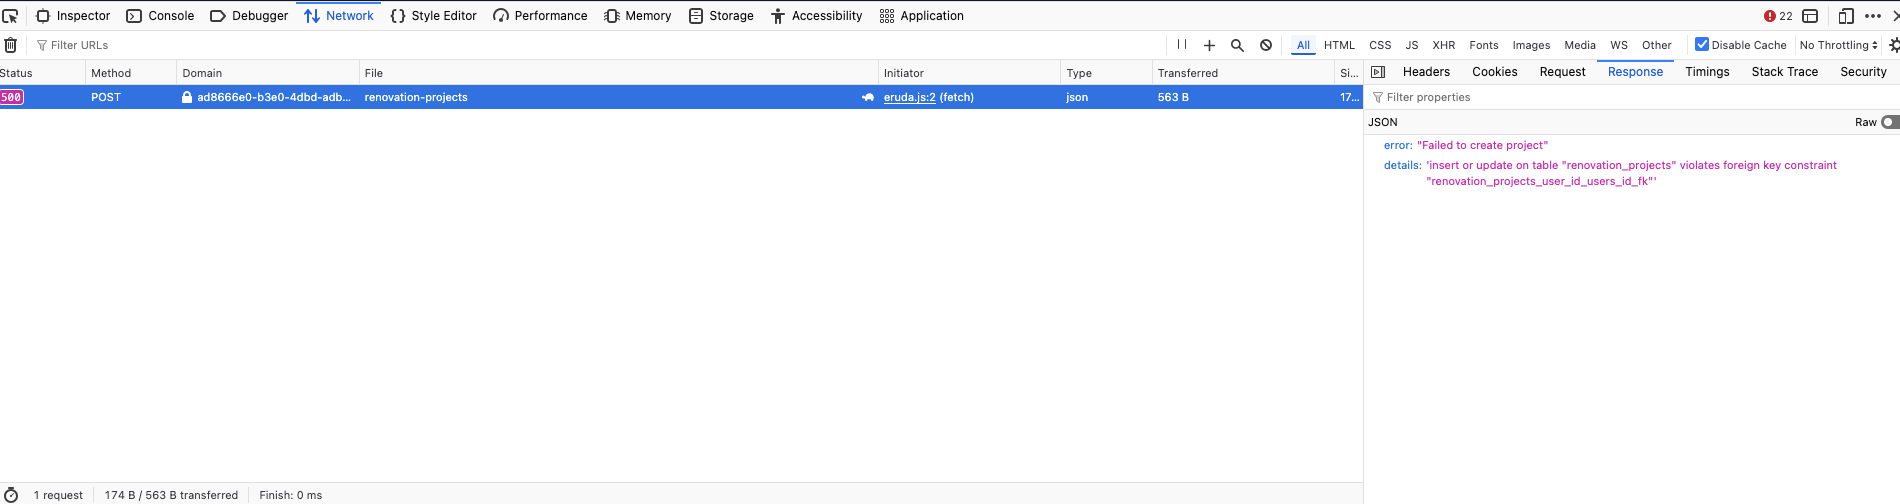 Inspector Console Debugger Network Style Editor Performance Memory Storage Accessibility Application 22
Filter URLs All HTML CSS JS XHR Fonts Images Media WS Other Disable Cache No Throttling
Status Method Domain File Initiator Type Transferred Si...
500 POST ad8666e0-b3e0-4dbd-adb... renovation-projects eruda.js:2 (fetch) json 563 B 17...
Headers Cookies Request Response Timings Stack Trace Security
Filter properties
JSON Raw
error: "Failed to create project"
details: 'insert or update on table "renovation_projects" violates foreign key constraint
"renovation_projects_user_id_users_id_fk"'
1 request 174 B / 563 B transferred Finish: 0 ms